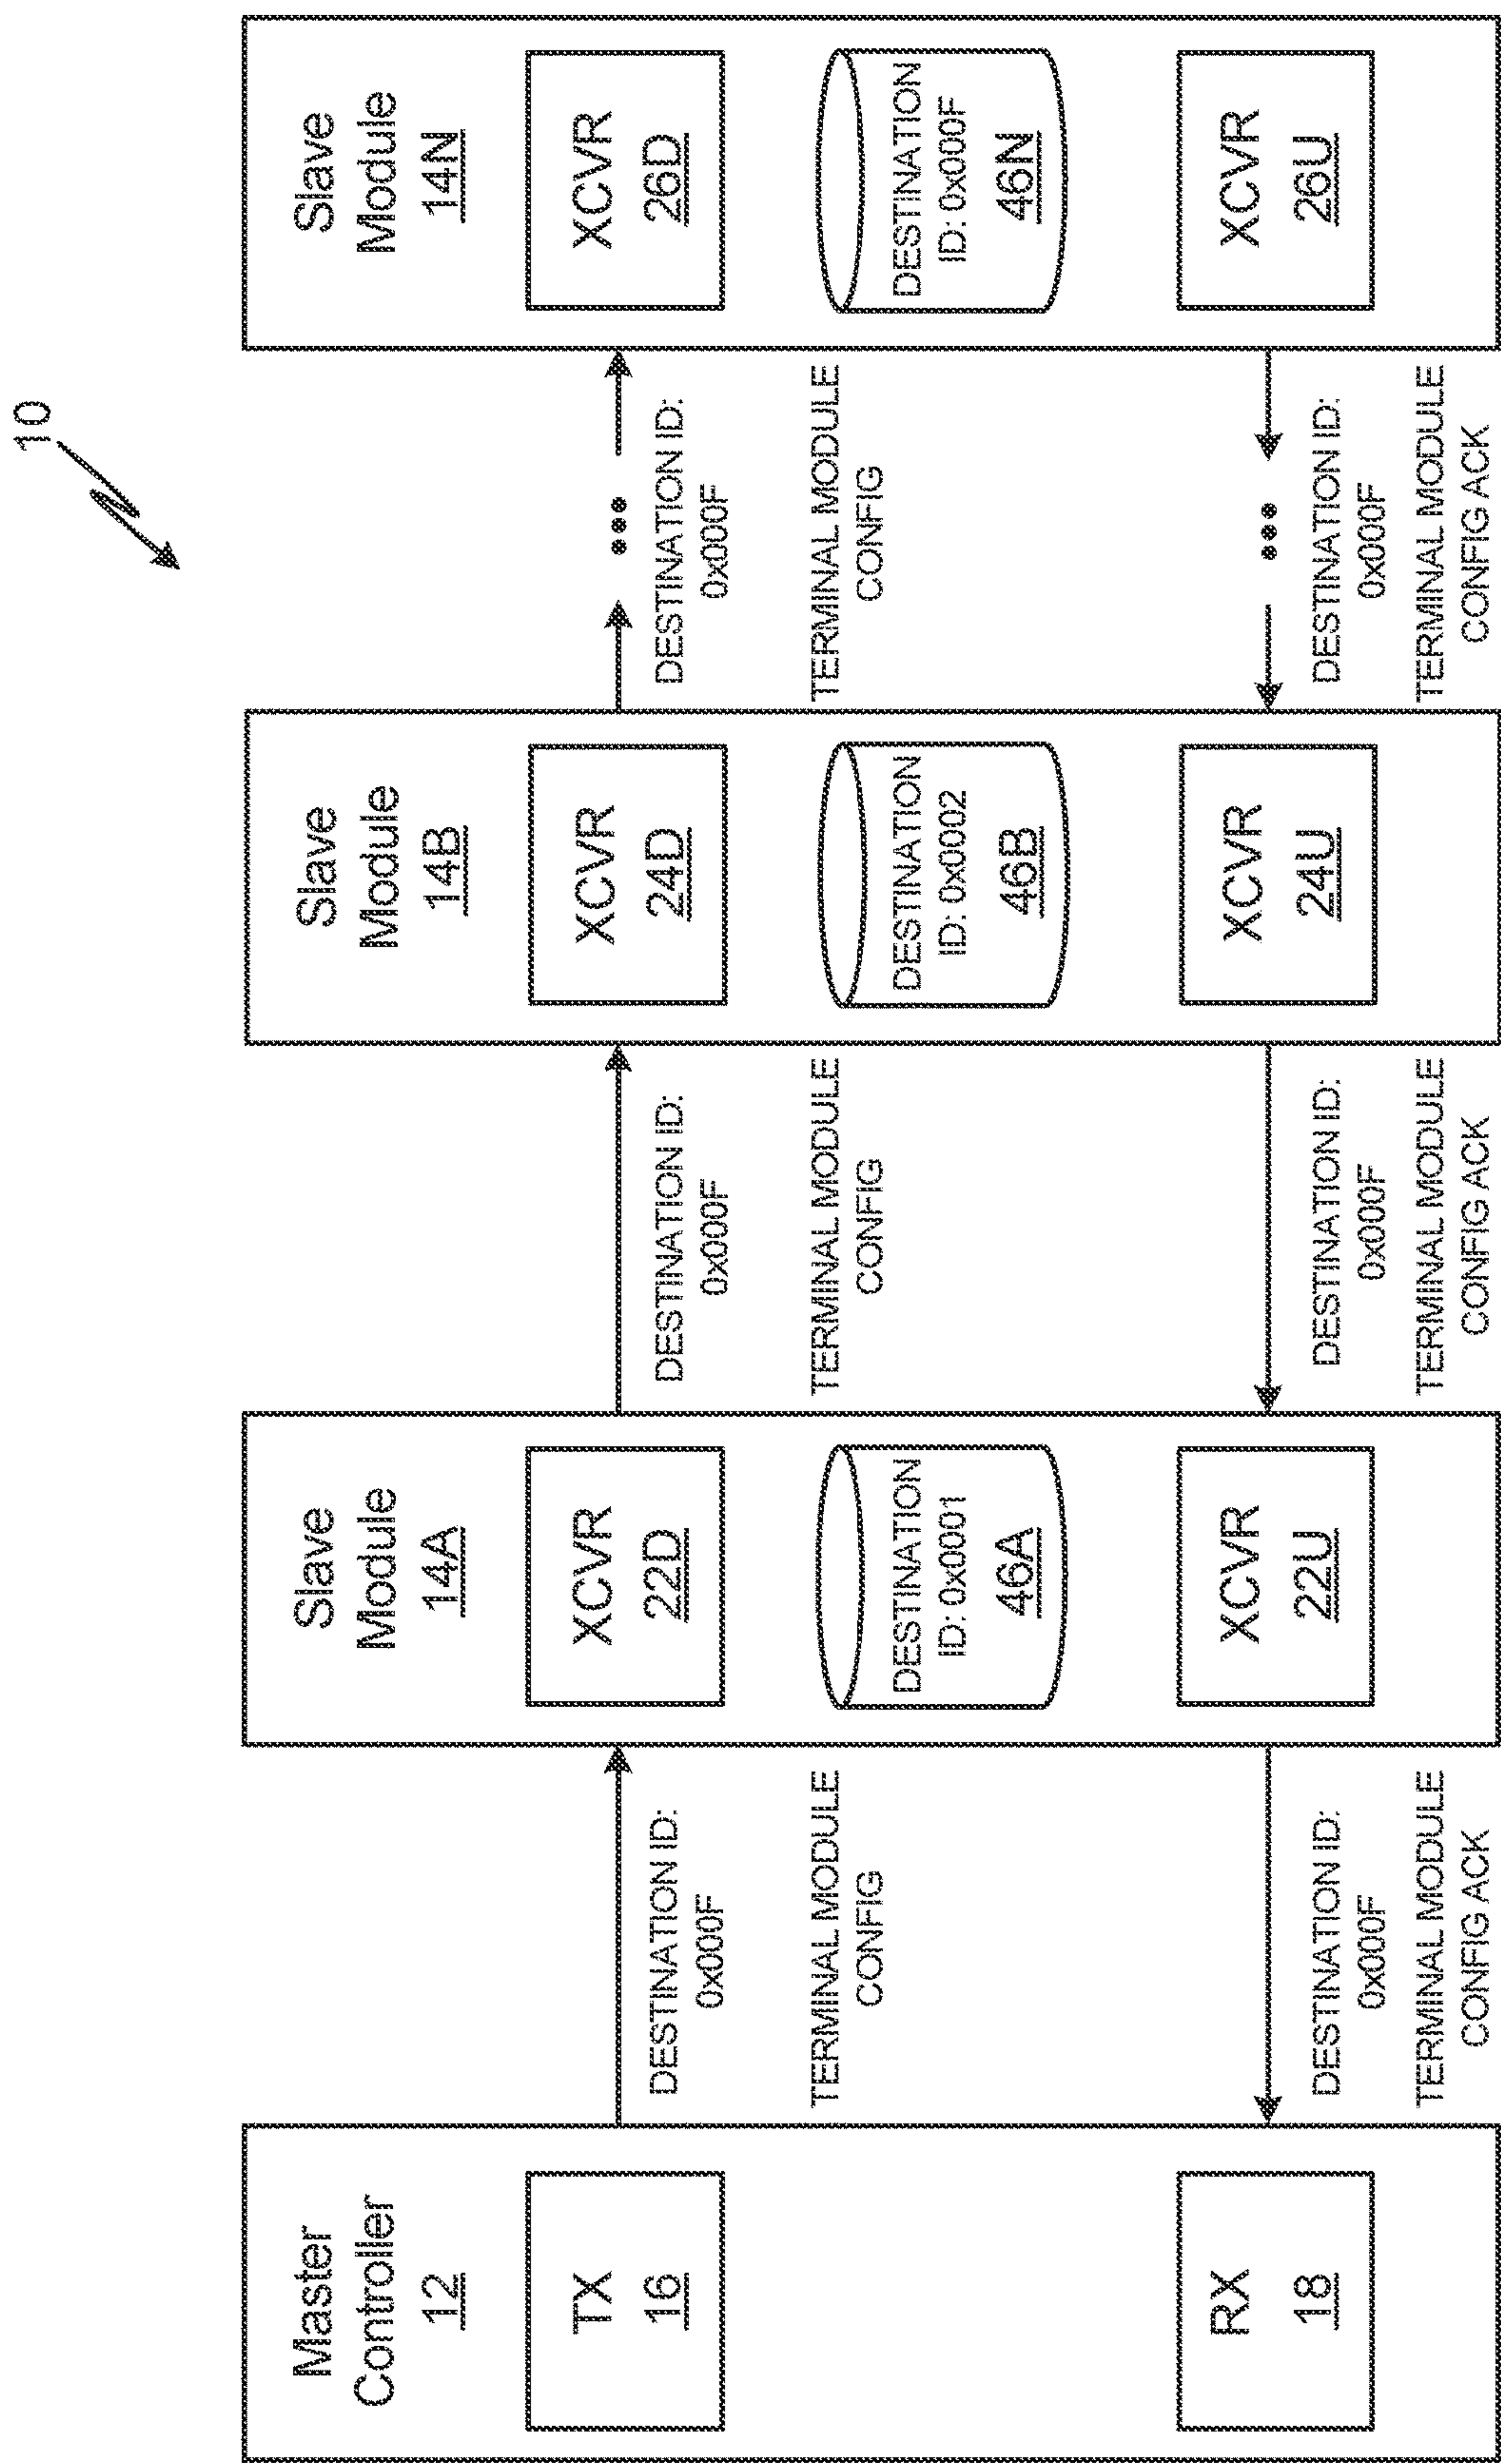 10
Master
Controller
12
TX
16
RX
18
DESTINATION ID:
0x000F
TERMINAL MODULE
CONFIG
DESTINATION ID:
0x000F
TERMINAL MODULE
CONFIG ACK
Slave
Module
14A
XCVR
22D
DESTINATION
ID: 0x0001
46A
XCVR
22U
DESTINATION ID:
0x000F
TERMINAL MODULE
CONFIG
DESTINATION ID:
0x000F
TERMINAL MODULE
CONFIG ACK
Slave
Module
14B
XCVR
24D
DESTINATION
ID: 0x0002
46B
XCVR
24U
DESTINATION ID:
0x000F
TERMINAL MODULE
CONFIG
DESTINATION ID:
0x000F
TERMINAL MODULE
CONFIG ACK
Slave
Module
14N
XCVR
26D
DESTINATION
ID: 0x000F
46N
XCVR
26U